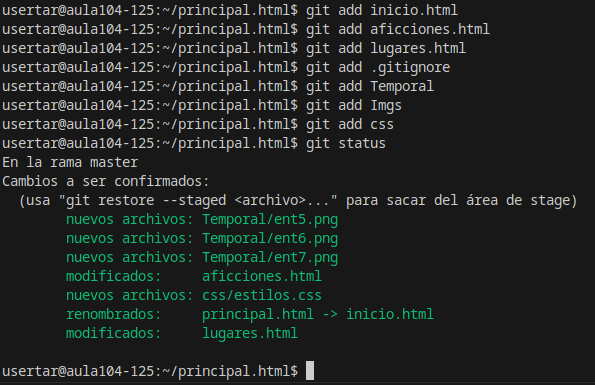 usertar@aula104-125:~/principal.html$ git add inicio.html
usertar@aula104-125:~/principal.html$ git add aficciones.html
usertar@aula104-125:~/principal.html$ git add lugares.html
usertar@aula104-125:~/principal.html$ git add .gitignore
usertar@aula104-125:~/principal.html$ git add Temporal
usertar@aula104-125:~/principal.html$ git add Imgs
usertar@aula104-125:~/principal.html$ git add css
usertar@aula104-125:~/principal.html$ git status
En la rama master
Cambios a ser confirmados:
  (usa "git restore --staged <archivo>..." para sacar del área de stage)
        nuevos archivos: Temporal/ent5.png
        nuevos archivos: Temporal/ent6.png
        nuevos archivos: Temporal/ent7.png
        modificados:     aficciones.html
        nuevos archivos: css/estilos.css
        renombrados:     principal.html -> inicio.html
        modificados:     lugares.html

usertar@aula104-125:~/principal.html$